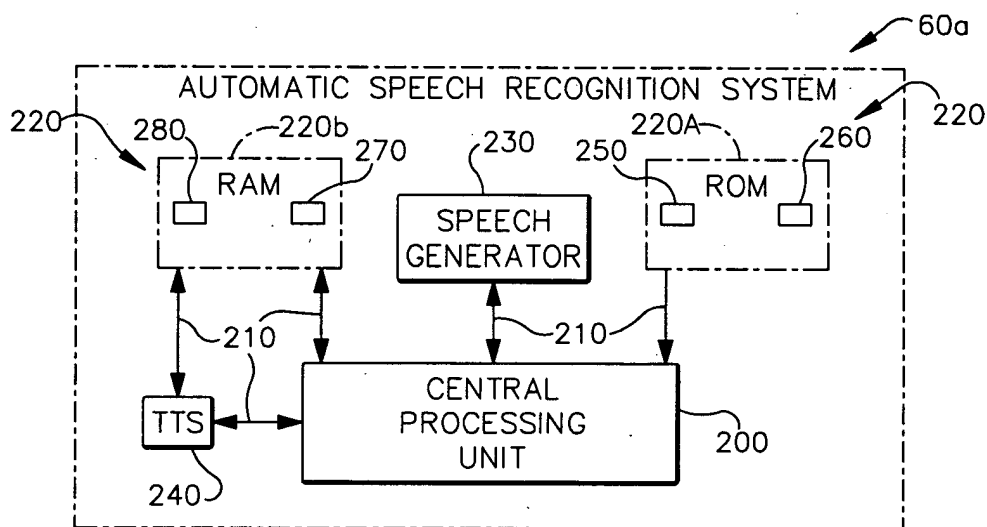 60a
AUTOMATIC SPEECH RECOGNITION SYSTEM
220
280
220b
270
230
250
220A
260
220
RAM
ROM
SPEECH
GENERATOR
210
210
CENTRAL
PROCESSING
UNIT
TTS
200
240